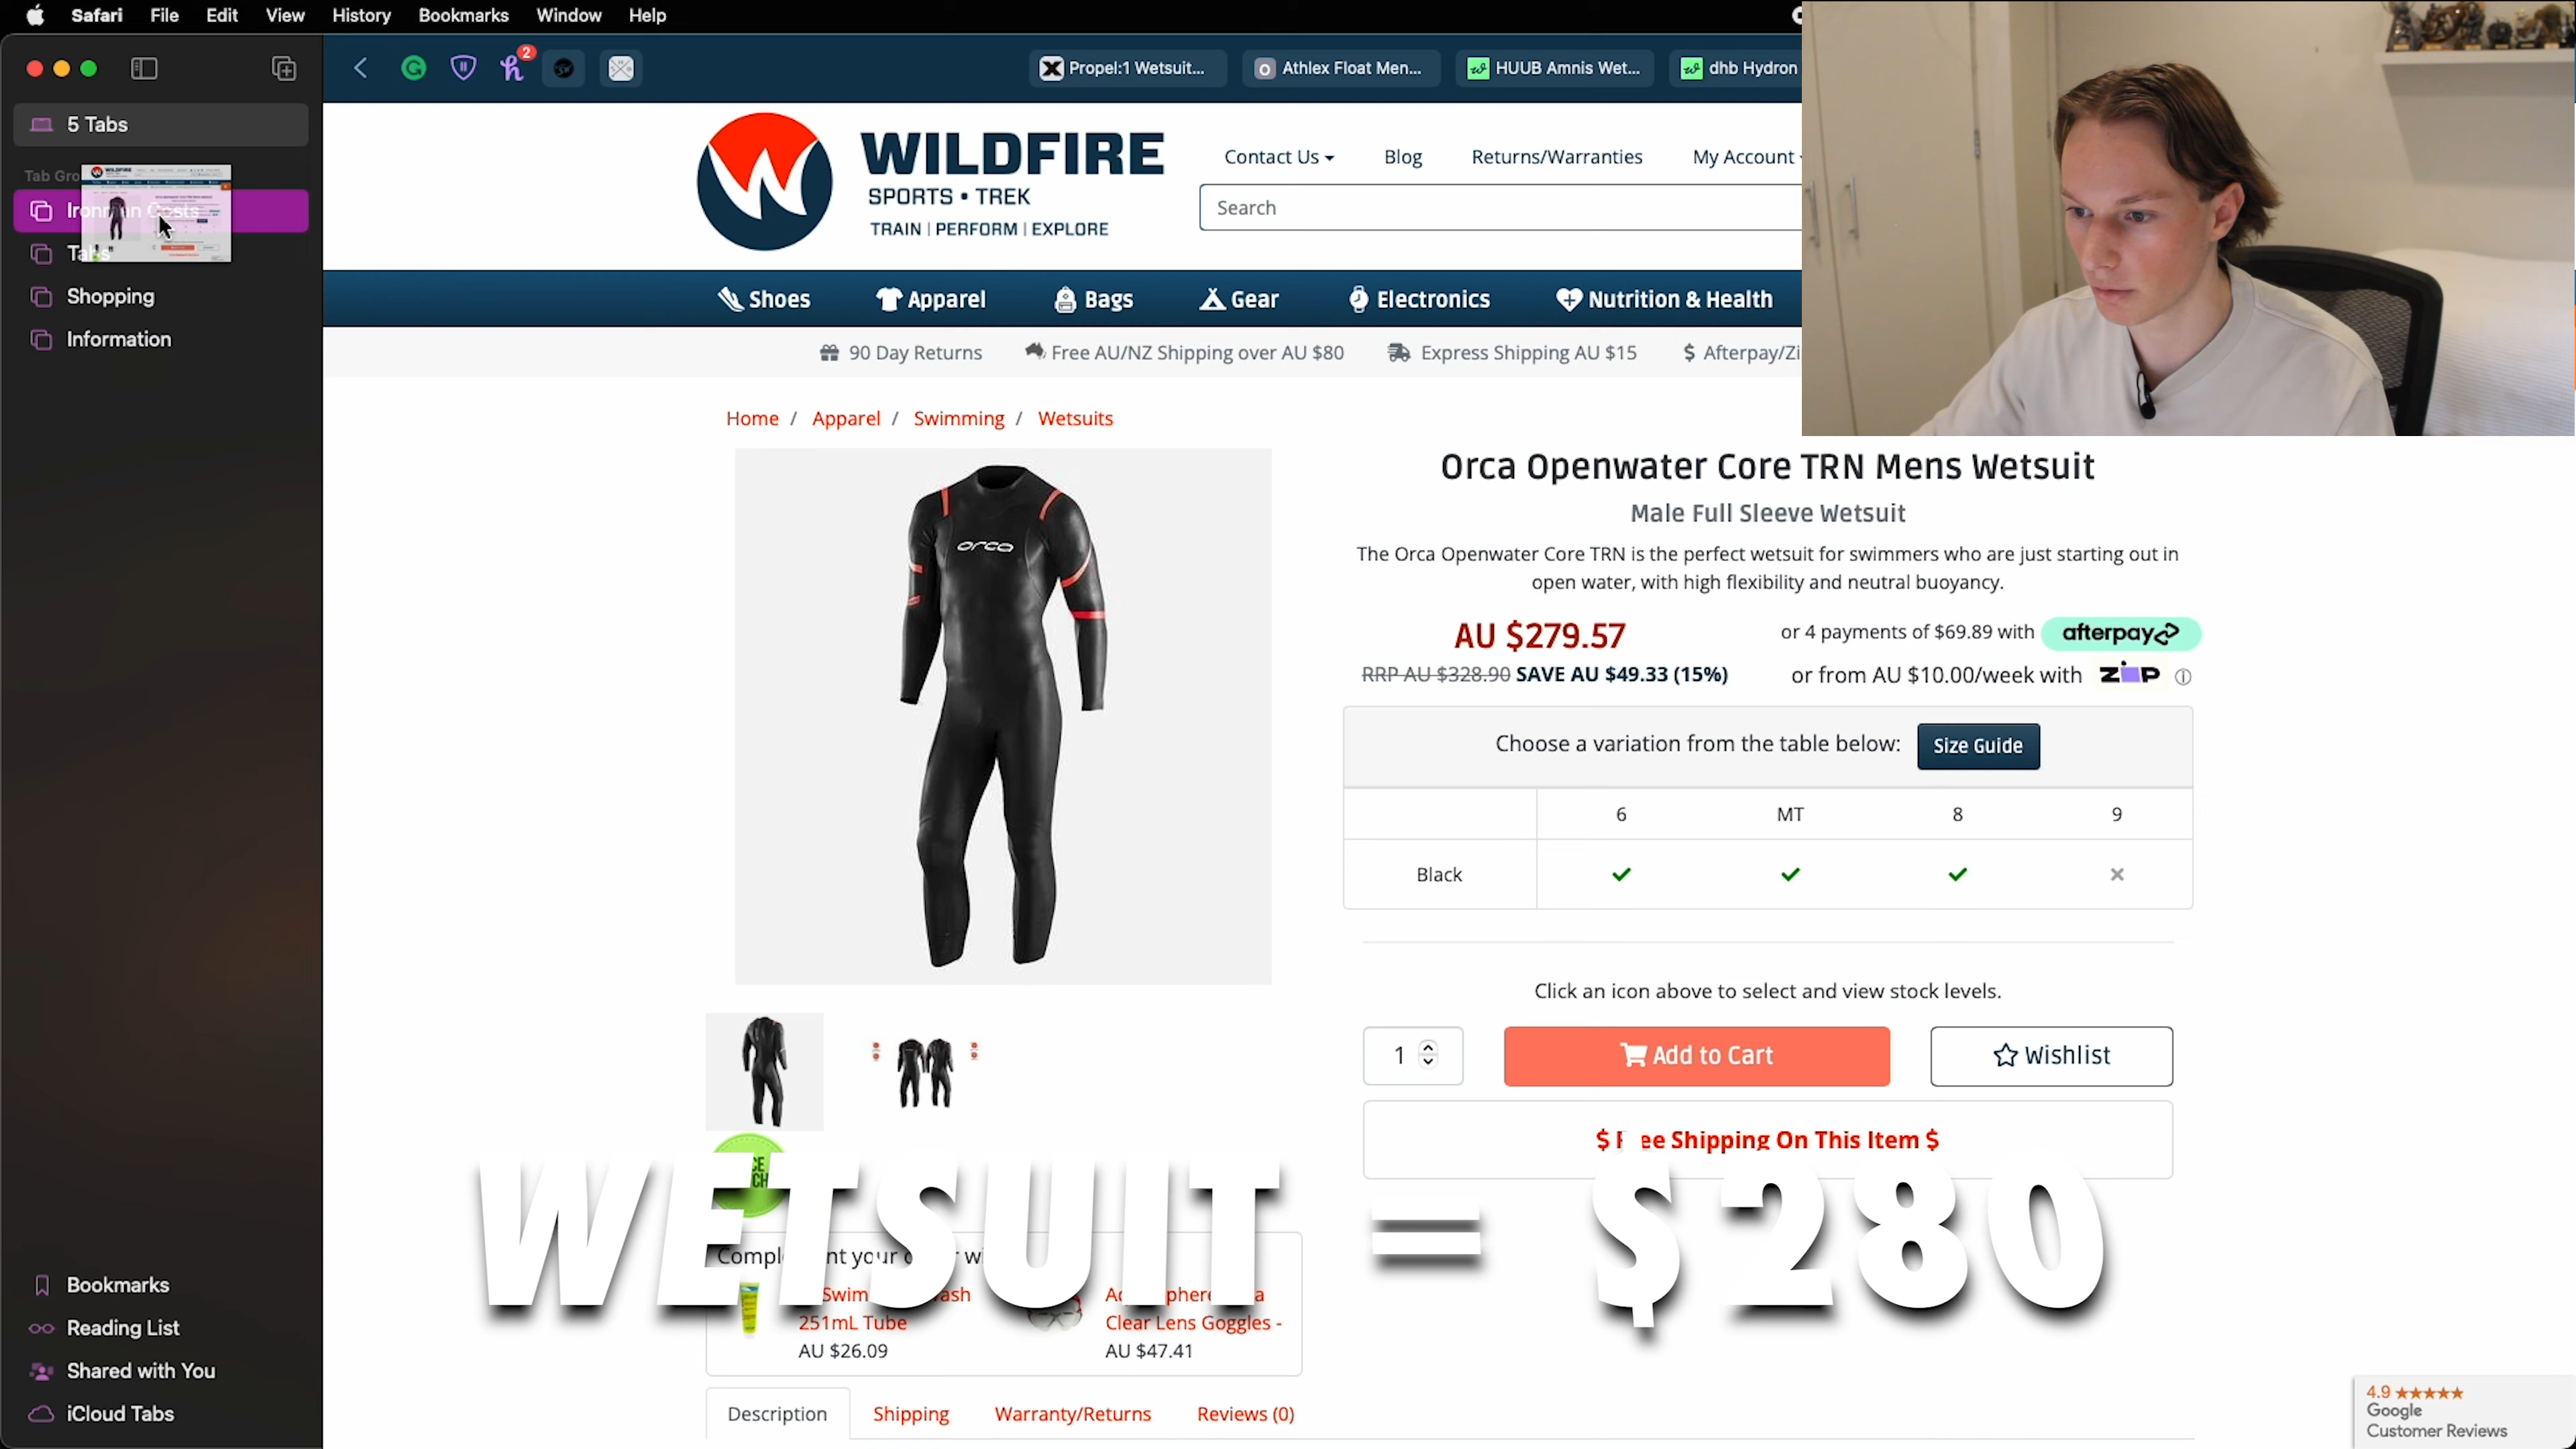 Safari File Edit View History Bookmarks Window Help
2
Propel:1 Wetsuit...
Athlex Float Men...
HUUB Amnis Wet...
dhb Hydron
5 Tabs
Tab Gro
Shopping
Information
WILDFIRE
SPORTS • TREK
TRAIN | PERFORM | EXPLORE
Contact Us Blog Returns/Warranties My Account
Search
Shoes Apparel Bags Gear Electronics Nutrition & Health
90 Day Returns Free AU/NZ Shipping over AU $80 Express Shipping AU $15 $ Afterpay/Zi
Home / Apparel / Swimming / Wetsuits
orca
Orca Openwater Core TRN Mens Wetsuit
Male Full Sleeve Wetsuit
The Orca Openwater Core TRN is the perfect wetsuit for swimmers who are just starting out in
open water, with high flexibility and neutral buoyancy.
AU $279.57
or 4 payments of $69.89 with afterpay
RRP AU $328.90 SAVE AU $49.33 (15%)
or from AU $10.00/week with ZIP
Choose a variation from the table below: Size Guide
6 MT 8 9
Black
Click an icon above to select and view stock levels.
1 Add to Cart Wishlist
$ F ee Shipping On This Item $
WETSUIT = $280
251mL Tube
AU $26.09
Clear Lens Goggles -
AU $47.41
Description Shipping Warranty/Returns Reviews (0)
Bookmarks
Reading List
Shared with You
iCloud Tabs
4.9 ★★★★★
Google
Customer Reviews